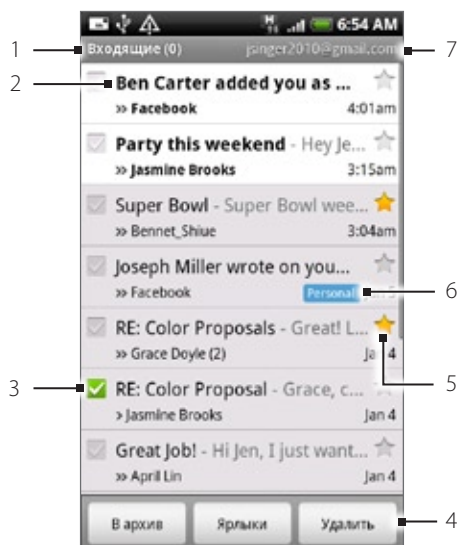 6:54 AM
1 Входящие (0) jsinger2010@gmail.com 7
2 Ben Carter added you as ...
» Facebook 4:01am
Party this weekend - Hey Je...
» Jasmine Brooks 3:15am
Super Bowl - Super Bowl wee...
» Bennet_Shiue 3:04am
Joseph Miller wrote on you...
» Facebook Personal 6
RE: Color Proposals - Great! L...
» Grace Doyle (2) Jan 4 5
3 RE: Color Proposal - Grace, c...
› Jasmine Brooks Jan 4
Great Job! - Hi Jen, I just want...
» April Lin Jan 4
В архив Ярлыки Удалить 4